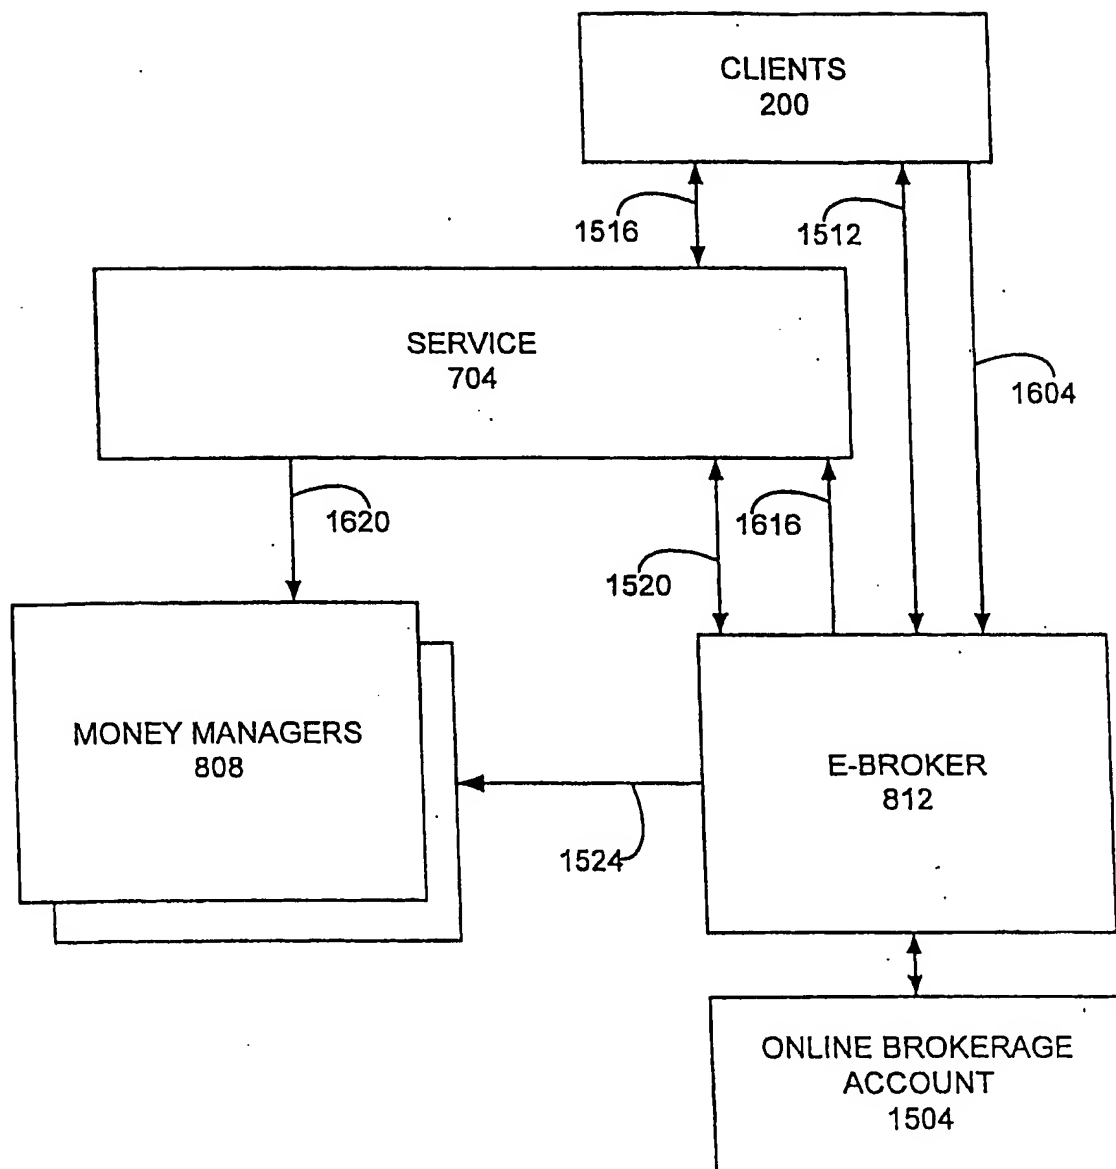 CLIENTS
200
1516
1512
SERVICE
704
1604
1620
1616
1520
MONEY MANAGERS
808
E-BROKER
812
1524
ONLINE BROKERAGE
ACCOUNT
1504